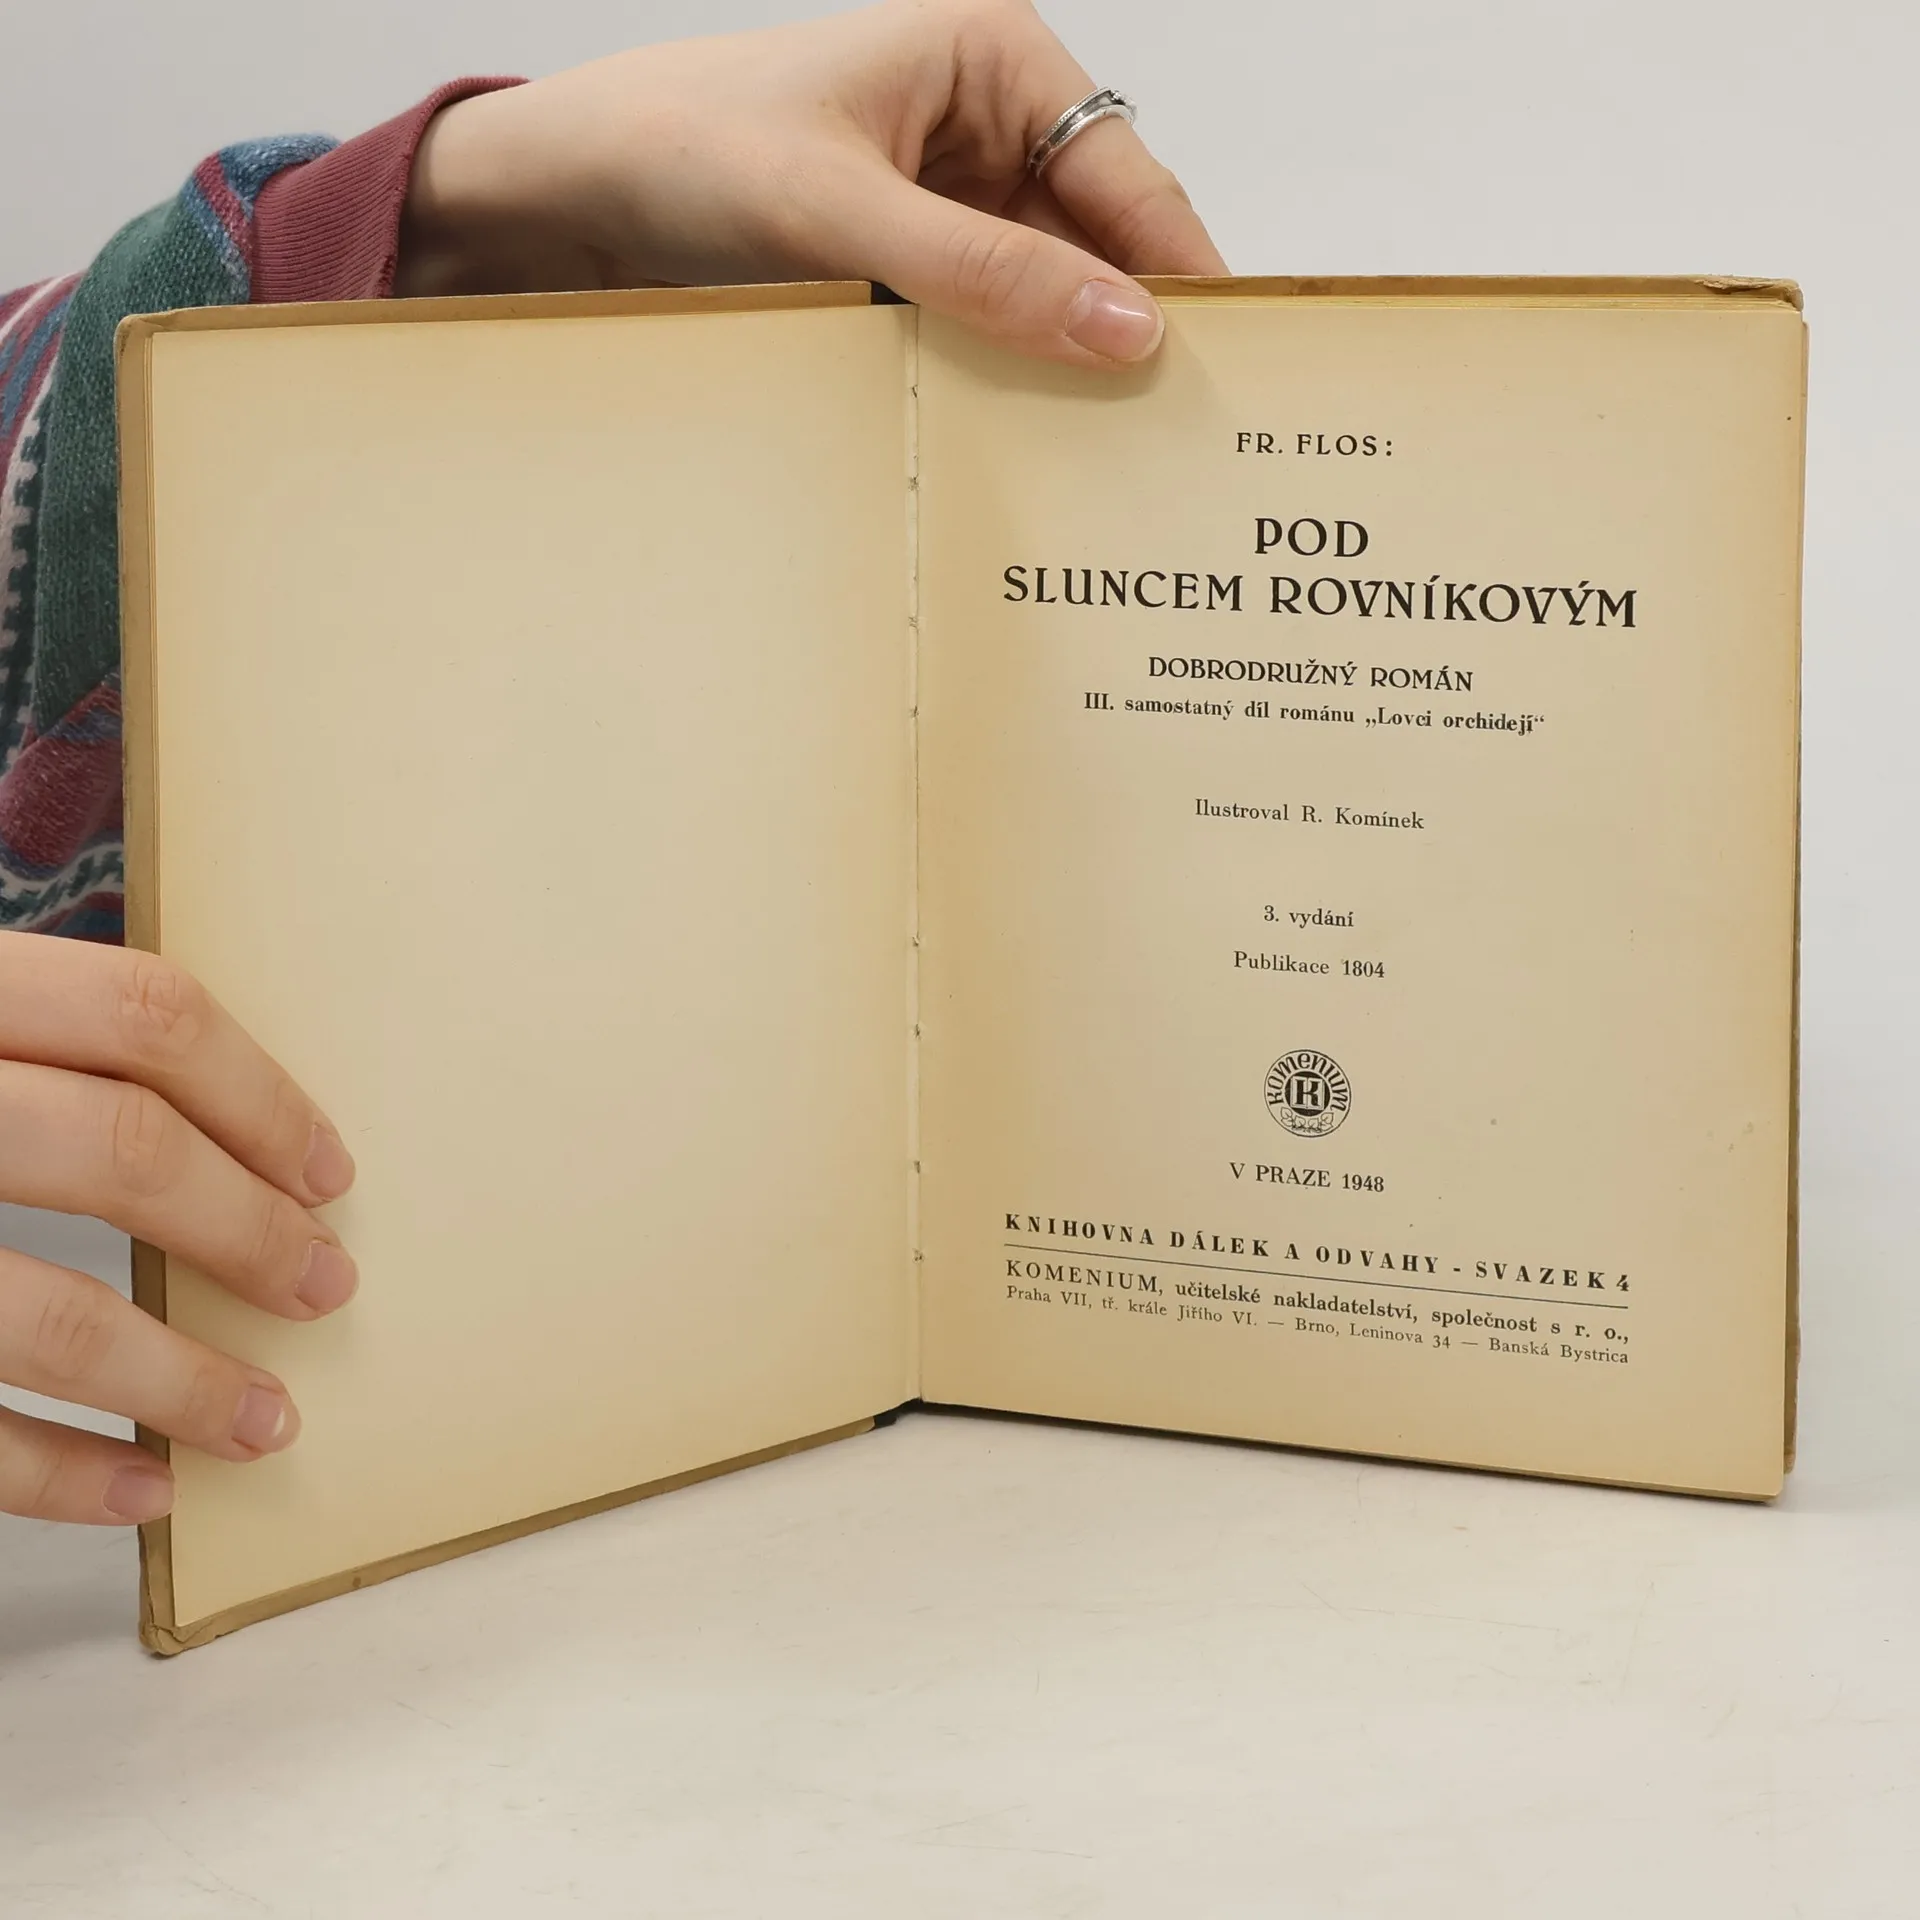 FR. FLOS:
POD
SLUNCEM ROVNÍKOVÝM
DOBRODRUŽNÝ ROMÁN
III. samostatný díl románu „Lovci orchidejí“
Ilustroval R. Komínek
3. vydání
Publikace 1804
KOMENIUM
K
V PRAZE 1948
KNIHOVNA DÁLEK A ODVAHY - SVAZEK 4
KOMENIUM, učitelské nakladatelství, společnost s r. o.,
Praha VII, tř. krále Jiřího VI. — Brno, Leninova 34 — Banská Bystrica